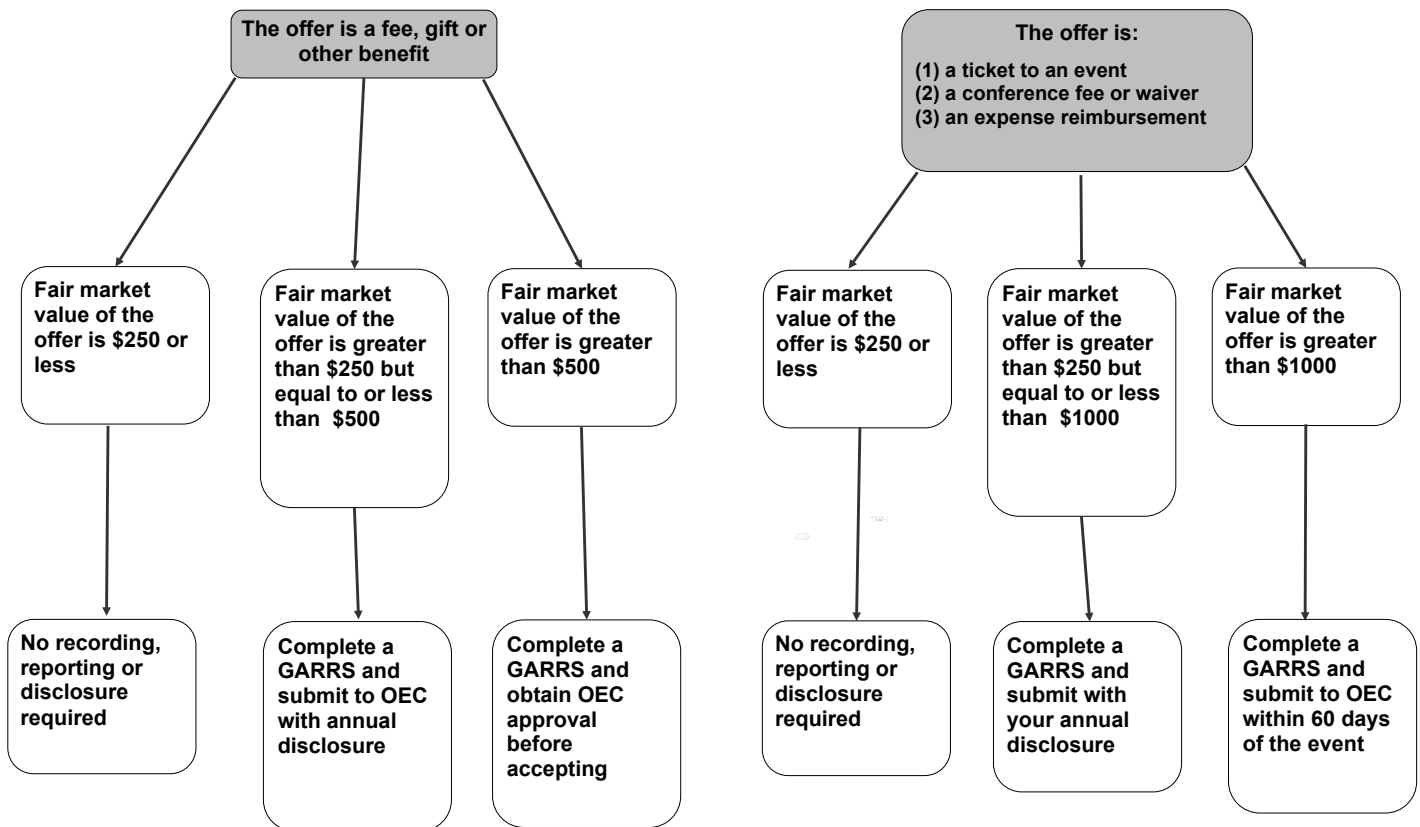 The offer is a fee, gift or
other benefit
Fair market
value of the
offer is $250 or
less
Fair market
value of the
offer is greater
than $250 but
equal to or less
than $500
Fair market
value of the
offer is greater
than $500
No recording,
reporting or
disclosure
required
Complete a
GARRS and
submit to OEC
with annual
disclosure
Complete a
GARRS and
obtain OEC
approval
before
accepting
The offer is:
(1) a ticket to an event
(2) a conference fee or waiver
(3) an expense reimbursement
Fair market
value of the
offer is $250 or
less
Fair market
value of the
offer is greater
than $250 but
equal to or less
than $1000
Fair market
value of the
offer is greater
than $1000
No recording,
reporting or
disclosure
required
Complete a
GARRS and
submit with
your annual
disclosure
Complete a
GARRS and
submit to OEC
within 60 days
of the event